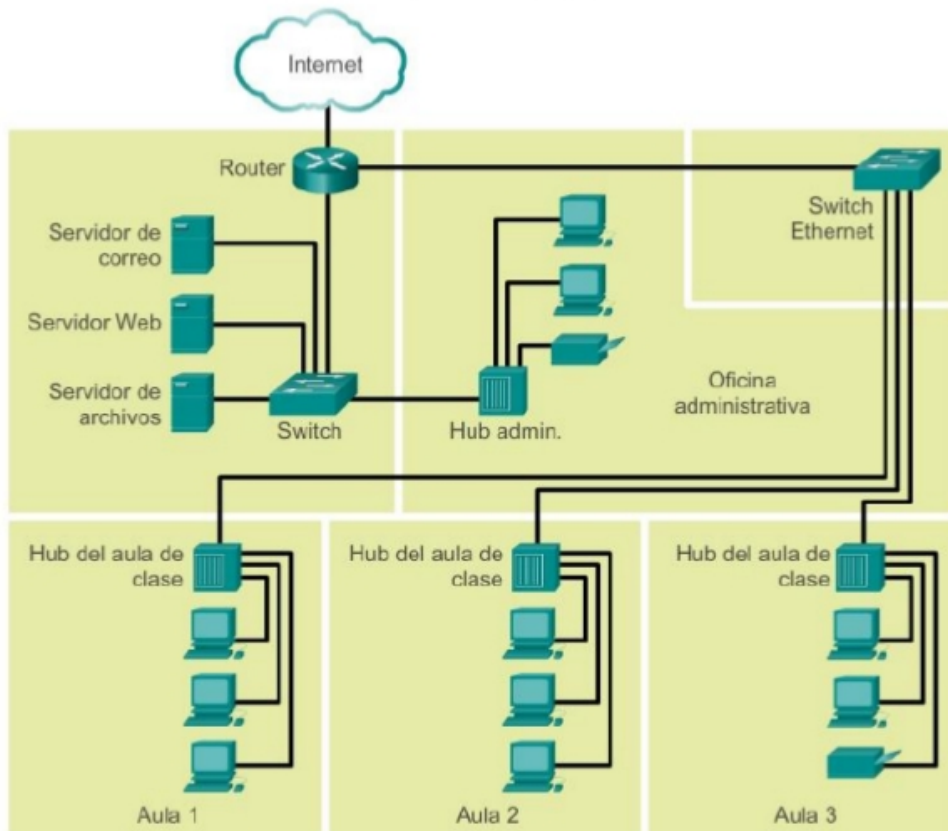 Internet
Router
Switch
Ethernet
Servidor de
correo
Servidor Web
Servidor de
archivos
Switch
Hub admin.
Oficina
administrativa
Hub del aula de
clase
Hub del aula de
clase
Hub del aula de
clase
Aula 1
Aula 2
Aula 3